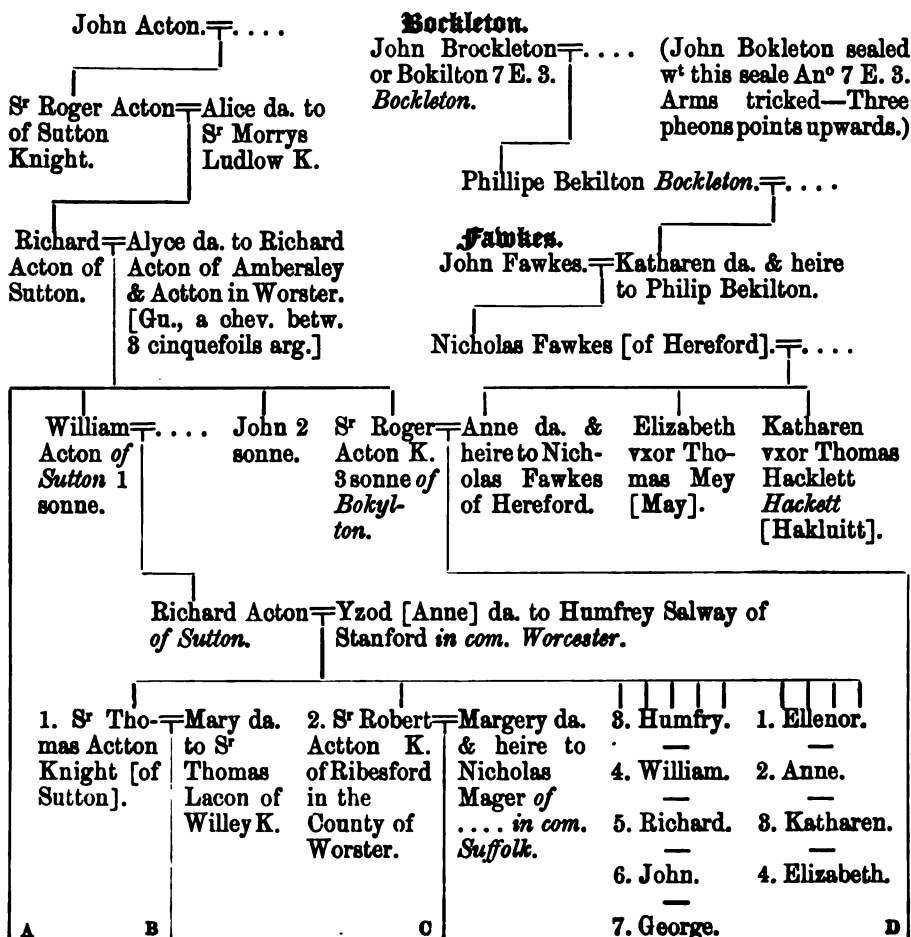 John Acton. = . . . .
Bockleton.
John Brockleton = . . . .
or Bokilton 7 E. 3.
Bockleton.
(John Bokleton sealed
wt this seale Ano 7 E. 3.
Arms tricked—Three
pheons points upwards.)
Sr Roger Acton =
of Sutton
Knight.
Alice da. to
Sr Morrys
Ludlow K.
Phillipe Bekilton Bockleton. = . . . .
Richard =
Acton of
Sutton.
Alyce da. to Richard
Acton of Ambersley
& Actton in Worster.
[Gu., a chev. betw.
3 cinquefoils arg.]
Fawkes.
John Fawkes. =
Katharen da. & heire
to Philip Bekilton.
Nicholas Fawkes [of Hereford]. = . . . .
William = . . . .
Acton of
Sutton 1
sonne.
John 2
sonne.
Sr Roger =
Acton K.
3 sonne of
Bokyl-
ton.
Anne da. &
heire to Nich-
olas Fawkes
of Hereford.
Elizabeth
vxor Tho-
mas Mey
[May].
Katharen
vxor Thomas
Hacklett
Hackett
[Hakluitt].
Richard Acton =
of Sutton.
Yzod [Anne] da. to Humfrey Salway of
Stanford in com. Worcester.
1. Sr Tho- =
mas Actton
Knight [of
Sutton].
Mary da.
to Sr
Thomas
Lacon of
Willey K.
2. Sr Robert =
Actton K.
of Ribesford
in the
County of
Worster.
Margery da.
& heire to
Nicholas
Mager of
. . . . in com.
Suffolk.
3. Humfry.
4. William.
5. Richard.
6. John.
7. George.
1. Ellenor.
2. Anne.
3. Katharen.
4. Elizabeth.
A
B
C
D